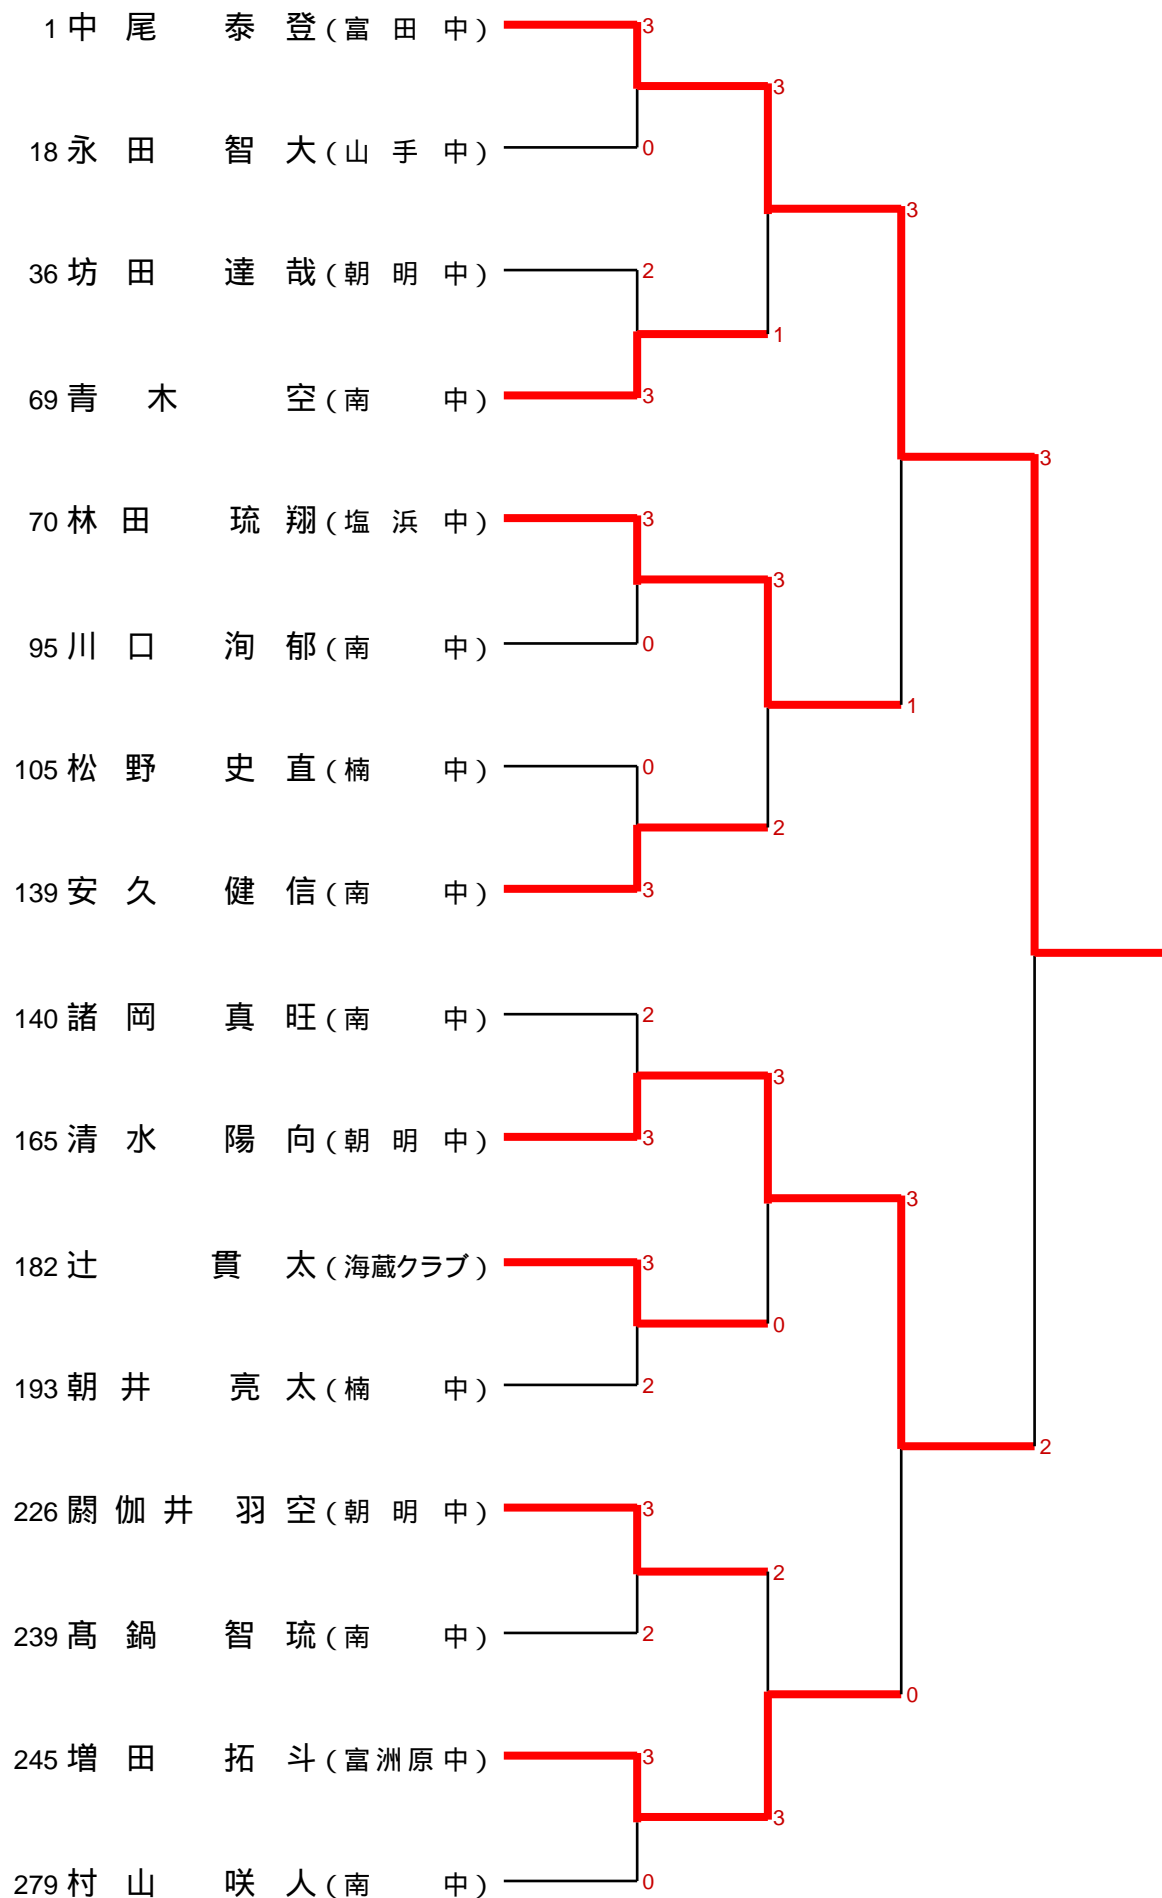 1 中尾 泰登 (富田中) 3
3
18 永田 智大 (山手中) 0
3
36 坊田 達哉 (朝明中) 2
1
69 青木 空 (南中) 3
3
70 林田 琉翔 (塩浜中) 3
3
95 川口 洵郁 (南中) 0
1
105 松野 史直 (楠中) 0
2
139 安久 健信 (南中) 3
140 諸岡 真旺 (南中) 2
3
165 清水 陽向 (朝明中) 3
3
182 辻 貫太 (海蔵クラブ) 3
0
193 朝井 亮太 (楠中) 2
2
226 閼伽井 羽空 (朝明中) 3
2
239 髙鍋 智琉 (南中) 2
0
245 増田 拓斗 (富洲原中) 3
3
279 村山 咲人 (南中) 0